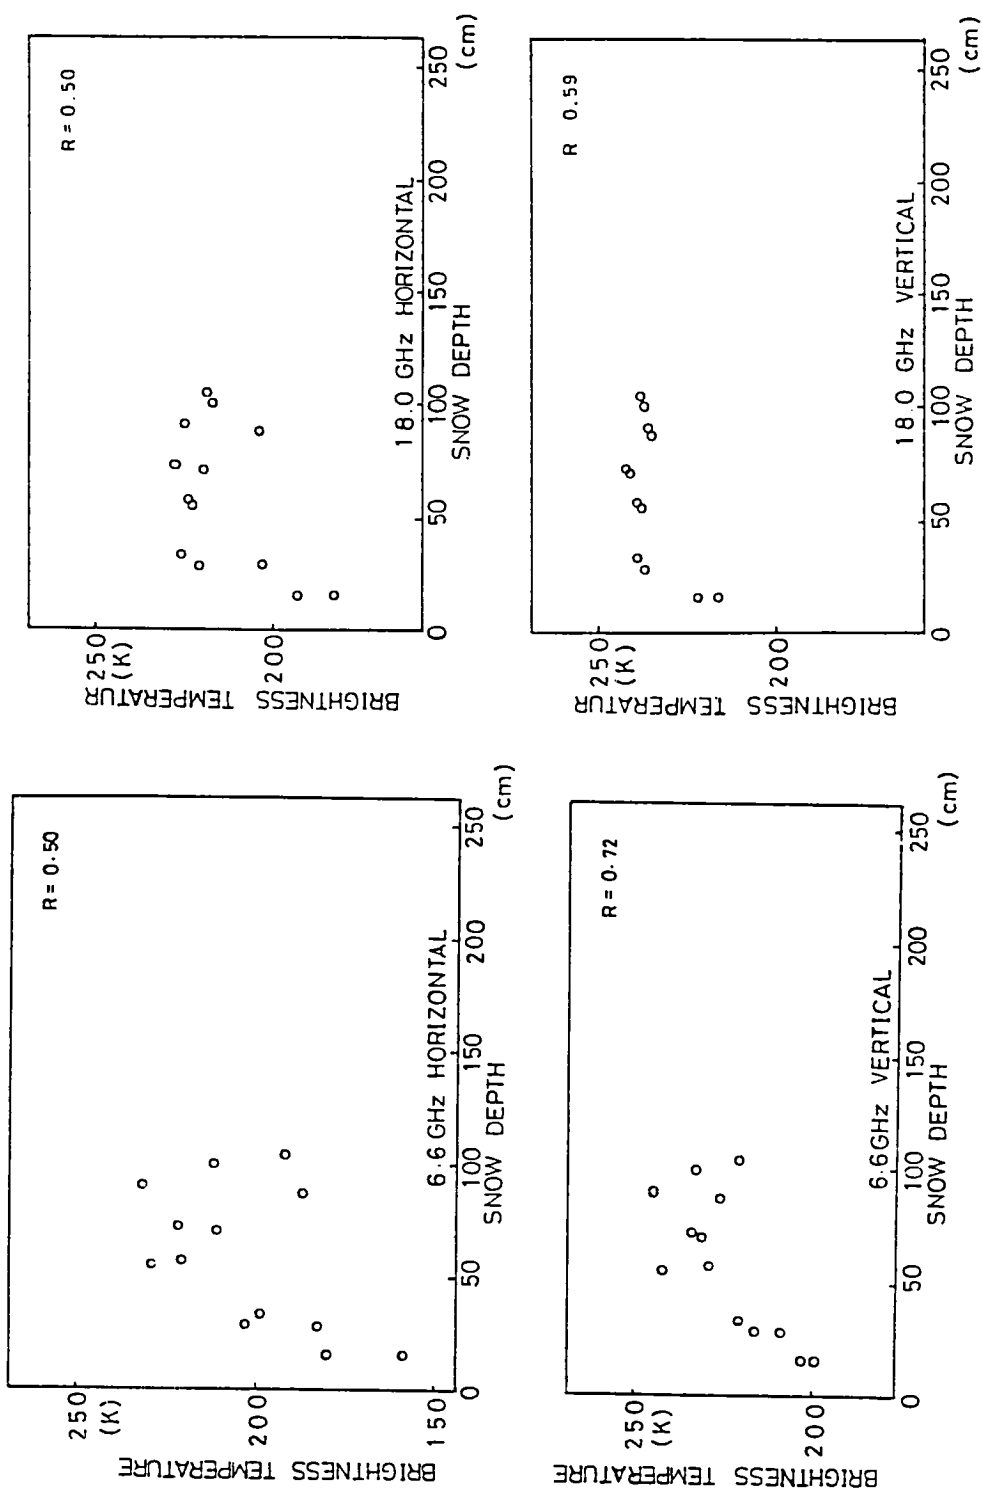 R = 0.50
250
(K)
200
150
BRIGHTNESS TEMPERATURE
6.6 GHz HORIZONTAL
0 50 100 150 200 250
SNOW DEPTH (cm)
R = 0.50
250
(K)
200
BRIGHTNESS TEMPERATUR
18.0 GHz HORIZONTAL
0 50 100 150 200 250
SNOW DEPTH (cm)
R = 0.72
250
(K)
200
BRIGHTNESS TEMPERATURE
6.6GHz VERTICAL
0 50 100 150 200 250
SNOW DEPTH (cm)
R 0.59
250
(K)
200
BRIGHTNESS TEMPERATUR
18.0 GHz VERTICAL
0 50 100 150 200 250
SNOW DEPTH (cm)